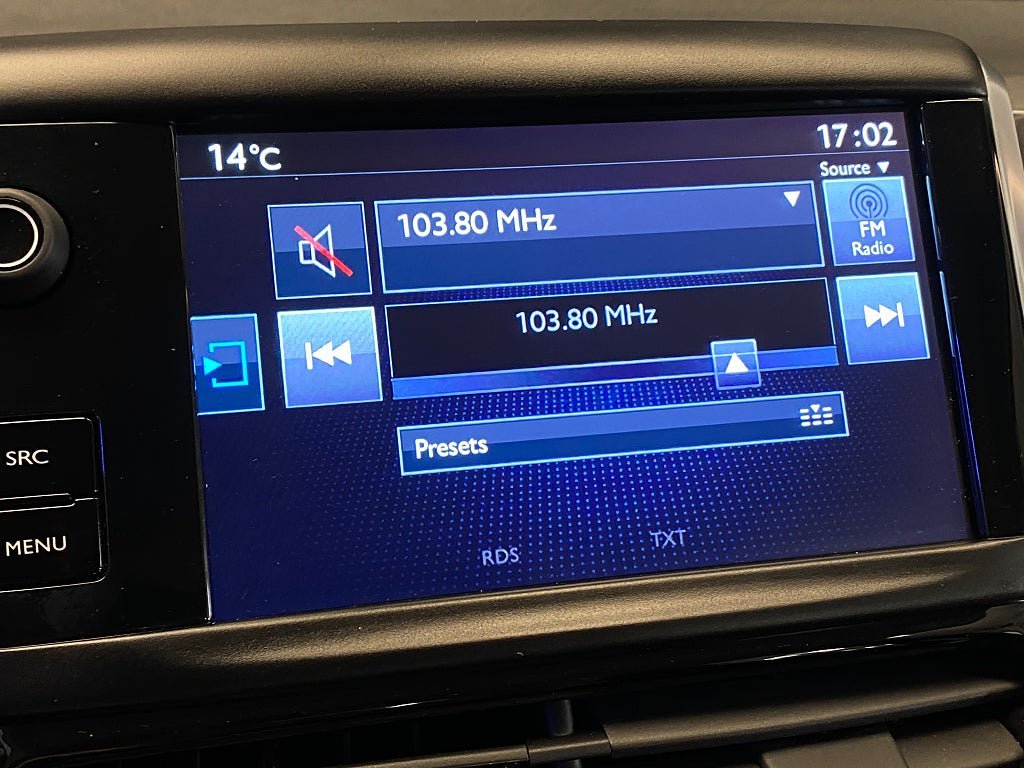 14°C
17:02
Source
103.80 MHz
FM
Radio
103.80 MHz
Presets
SRC
MENU
RDS
TXT